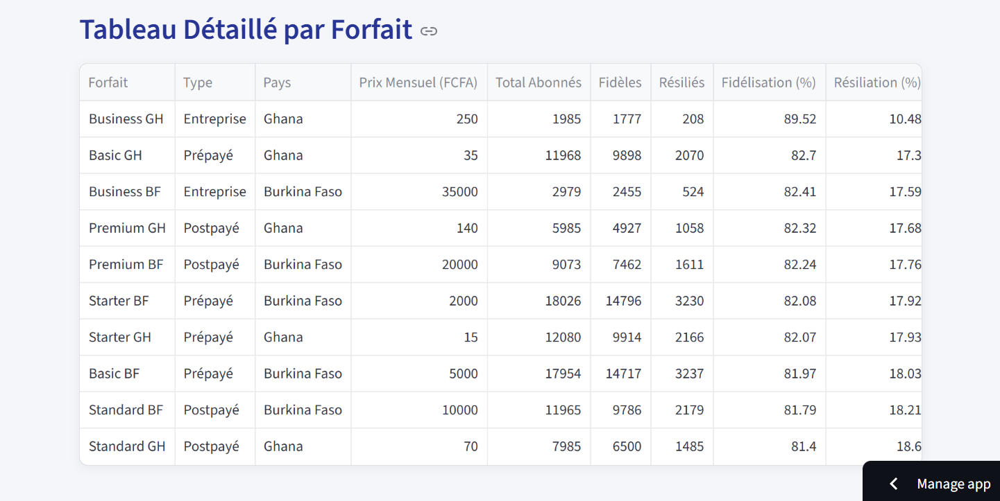 Tableau Détaillé par Forfait
Forfait Type Pays Prix Mensuel (FCFA) Total Abonnés Fidèles Résiliés Fidélisation (%) Résiliation (%)
Business GH Entreprise Ghana 250 1985 1777 208 89.52 10.48
Basic GH Prépayé Ghana 35 11968 9898 2070 82.7 17.3
Business BF Entreprise Burkina Faso 35000 2979 2455 524 82.41 17.59
Premium GH Postpayé Ghana 140 5985 4927 1058 82.32 17.68
Premium BF Postpayé Burkina Faso 20000 9073 7462 1611 82.24 17.76
Starter BF Prépayé Burkina Faso 2000 18026 14796 3230 82.08 17.92
Starter GH Prépayé Ghana 15 12080 9914 2166 82.07 17.93
Basic BF Prépayé Burkina Faso 5000 17954 14717 3237 81.97 18.03
Standard BF Postpayé Burkina Faso 10000 11965 9786 2179 81.79 18.21
Standard GH Postpayé Ghana 70 7985 6500 1485 81.4 18.6
Manage app